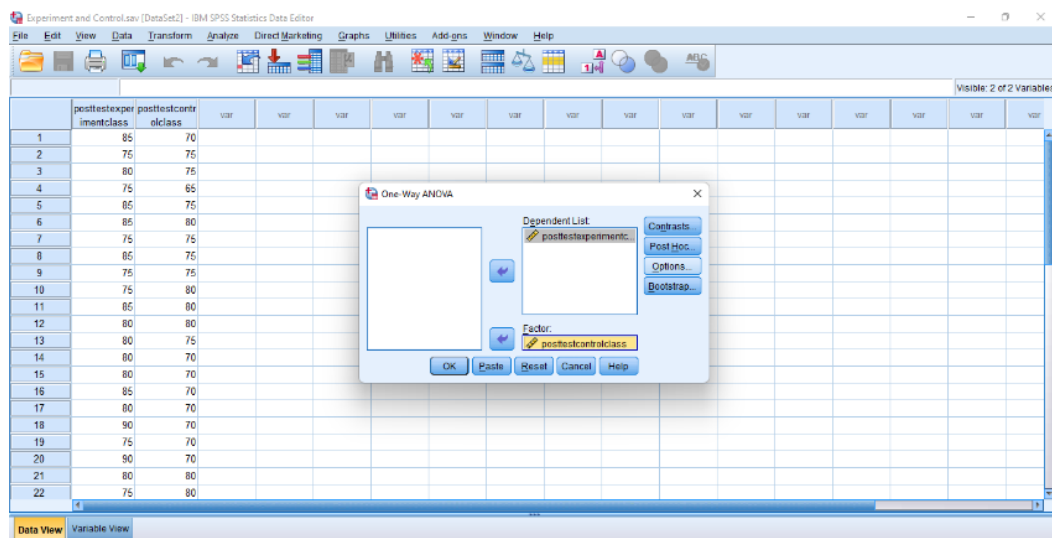 Experiment and Control.sav [DataSet2] - IBM SPSS Statistics Data Editor
File Edit View Data Transform Analyze Direct Marketing Graphs Utilities Add-ons Window Help
Visible: 2 of 2 Variables
posttestexper posttestcontr var var var var var var var var var var var var var var var
imentclass olclass
1 85 70
2 75 75
3 80 75
4 75 65
5 85 75
6 85 80
7 75 75
8 85 75
9 75 75
10 75 80
11 85 80
12 80 80
13 80 75
14 80 70
15 80 70
16 85 70
17 80 70
18 90 70
19 75 70
20 90 70
21 80 80
22 75 80
One-Way ANOVA
Dependent List:
posttestexperimentc...
Contrasts...
Post Hoc...
Options...
Bootstrap...
Factor:
posttestcontrolclass
OK Paste Reset Cancel Help
Data View Variable View